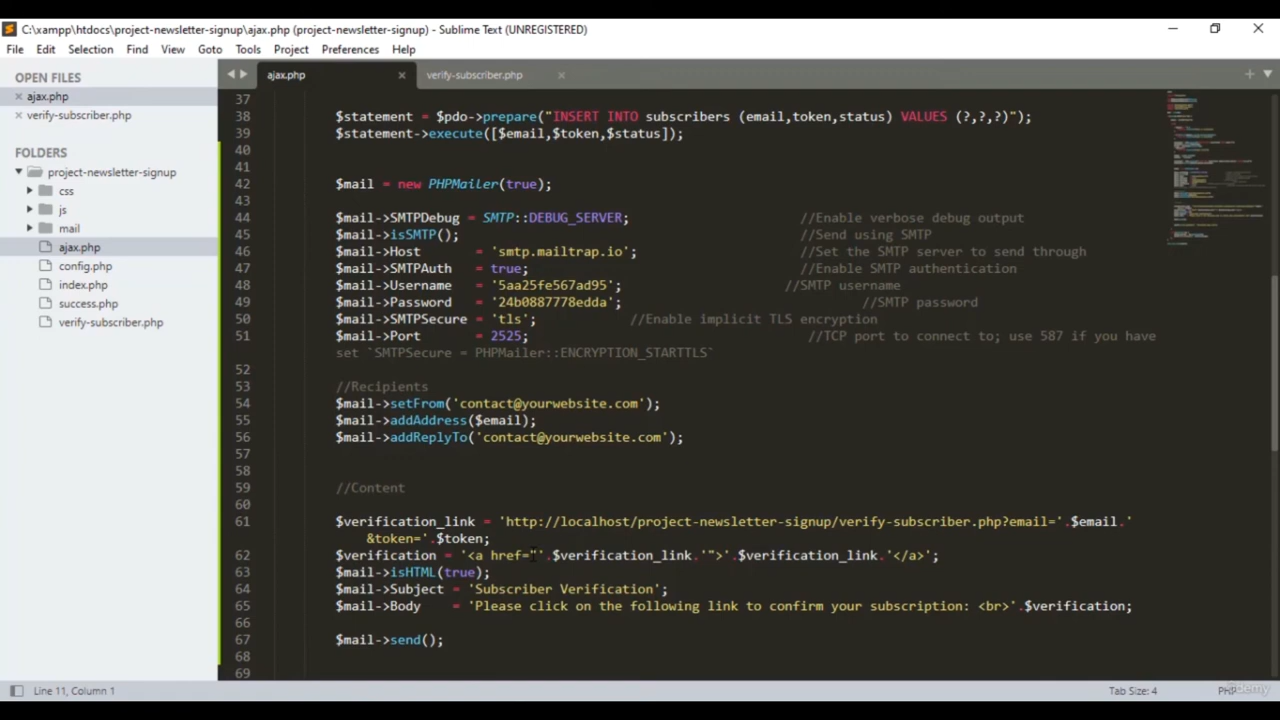 C:\xampp\htdocs\project-newsletter-signup\ajax.php (project-newsletter-signup) - Sublime Text (UNREGISTERED)
File Edit Selection Find View Goto Tools Project Preferences Help
OPEN FILES
ajax.php
verify-subscriber.php
FOLDERS
project-newsletter-signup
css
js
mail
ajax.php
config.php
index.php
success.php
verify-subscriber.php
ajax.php verify-subscriber.php
37
38 $statement = $pdo->prepare("INSERT INTO subscribers (email,token,status) VALUES (?,?,?)");
39 $statement->execute([$email,$token,$status]);
40
41
42 $mail = new PHPMailer(true);
43
44 $mail->SMTPDebug = SMTP::DEBUG_SERVER; //Enable verbose debug output
45 $mail->isSMTP(); //Send using SMTP
46 $mail->Host = 'smtp.mailtrap.io'; //Set the SMTP server to send through
47 $mail->SMTPAuth = true; //Enable SMTP authentication
48 $mail->Username = '5aa25fe567ad95'; //SMTP username
49 $mail->Password = '24b0887778edda'; //SMTP password
50 $mail->SMTPSecure = 'tls'; //Enable implicit TLS encryption
51 $mail->Port = 2525; //TCP port to connect to; use 587 if you have
set `SMTPSecure = PHPMailer::ENCRYPTION_STARTTLS`
52
53 //Recipients
54 $mail->setFrom('contact@yourwebsite.com');
55 $mail->addAddress($email);
56 $mail->addReplyTo('contact@yourwebsite.com');
57
58
59 //Content
60
61 $verification_link = 'http://localhost/project-newsletter-signup/verify-subscriber.php?email='.$email.'
&token='.$token;
62 $verification = '<a href="'.$verification_link.'">'.$verification_link.'</a>';
63 $mail->isHTML(true);
64 $mail->Subject = 'Subscriber Verification';
65 $mail->Body = 'Please click on the following link to confirm your subscription: <br>'.$verification;
66
67 $mail->send();
68
69
Line 11, Column 1 Tab Size: 4 PHP